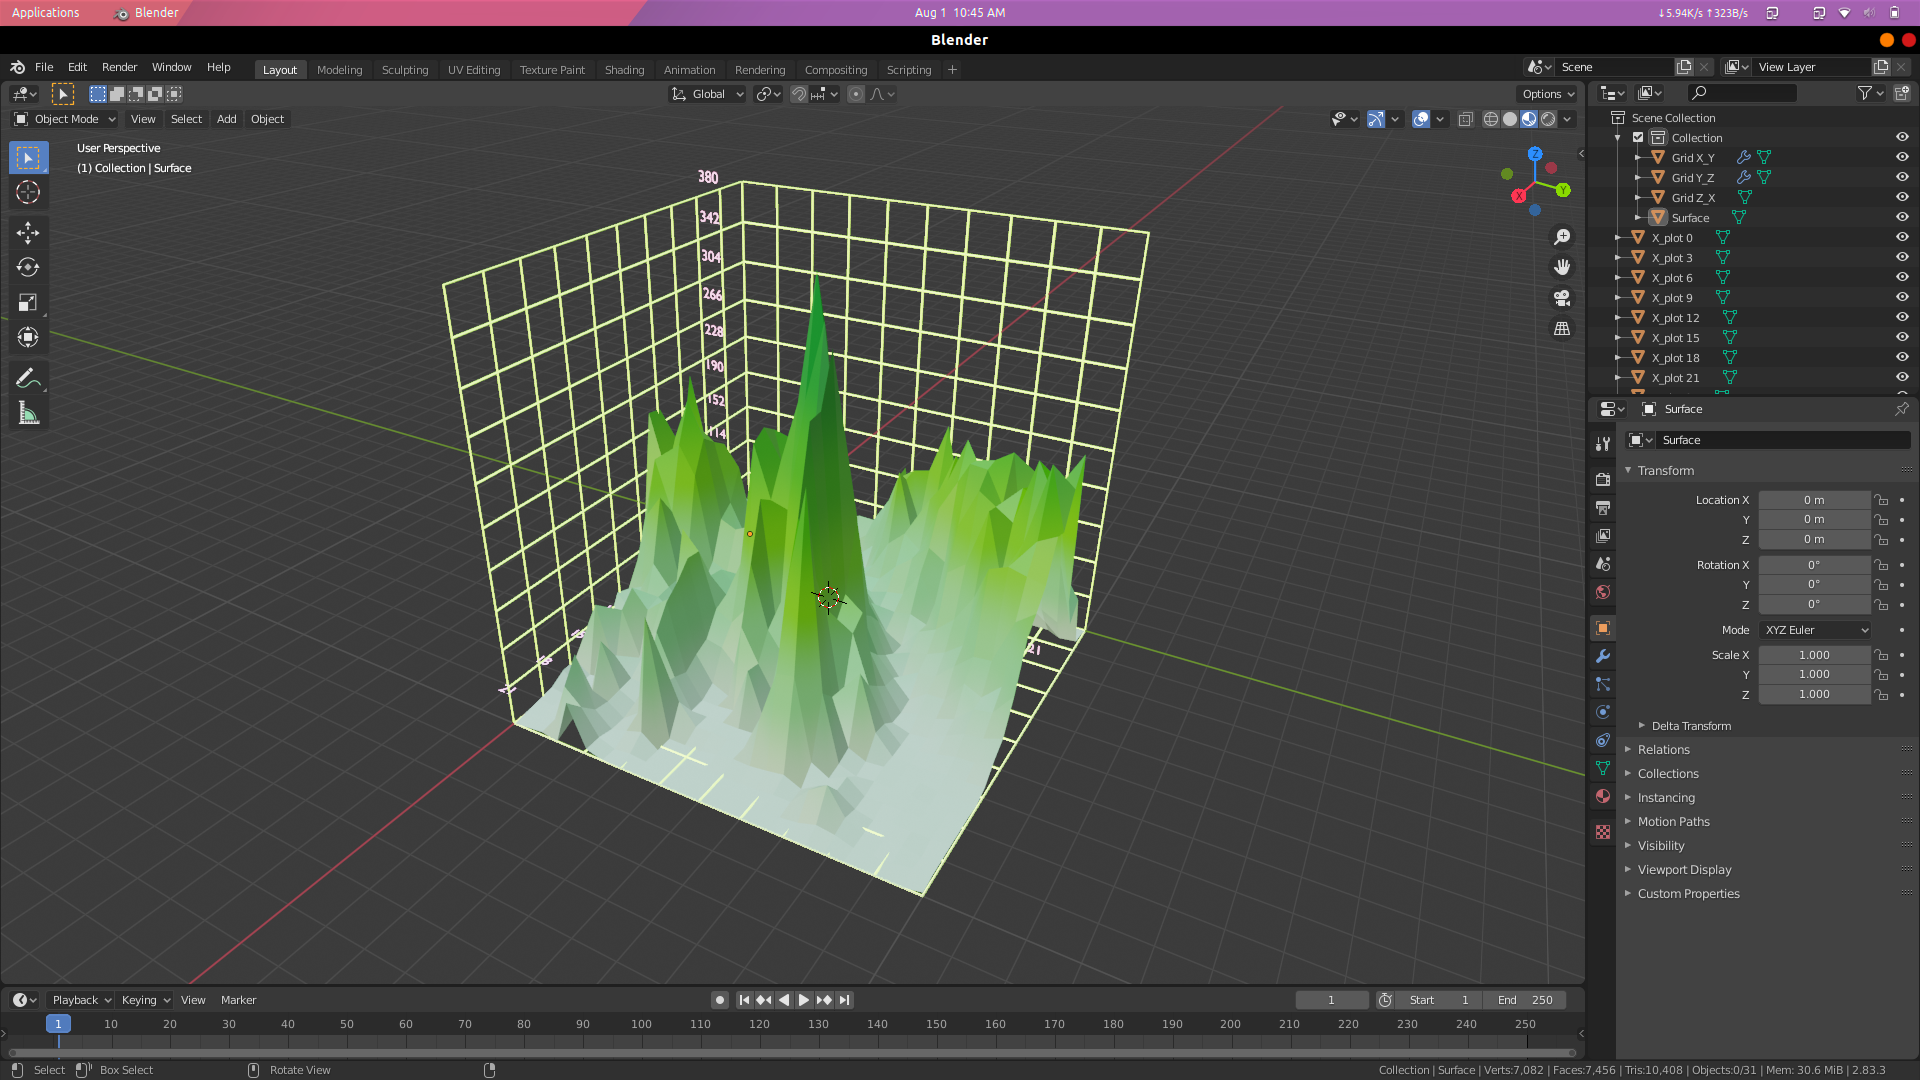 Applications Blender Aug 1 10:45 AM ↓5.94K/s ↑323B/s
Blender
File Edit Render Window Help Layout Modeling Sculpting UV Editing Texture Paint Shading Animation Rendering Compositing Scripting + Scene View Layer
Global Options
Object Mode View Select Add Object
User Perspective
(1) Collection | Surface
Z
Y
X
380
342
304
266
228
190
152
114
21
Scene Collection
Collection
Grid X_Y
Grid Y_Z
Grid Z_X
Surface
X_plot 0
X_plot 3
X_plot 6
X_plot 9
X_plot 12
X_plot 15
X_plot 18
X_plot 21
Surface
Surface
Transform
Location X 0 m
Y 0 m
Z 0 m
Rotation X 0°
Y 0°
Z 0°
Mode XYZ Euler
Scale X 1.000
Y 1.000
Z 1.000
Delta Transform
Relations
Collections
Instancing
Motion Paths
Visibility
Viewport Display
Custom Properties
Playback Keying View Marker 1 Start 1 End 250
1 10 20 30 40 50 60 70 80 90 100 110 120 130 140 150 160 170 180 190 200 210 220 230 240 250
Select Box Select Rotate View Collection | Surface | Verts:7,082 | Faces:7,456 | Tris:10,408 | Objects:0/31 | Mem: 30.6 MiB | 2.83.3